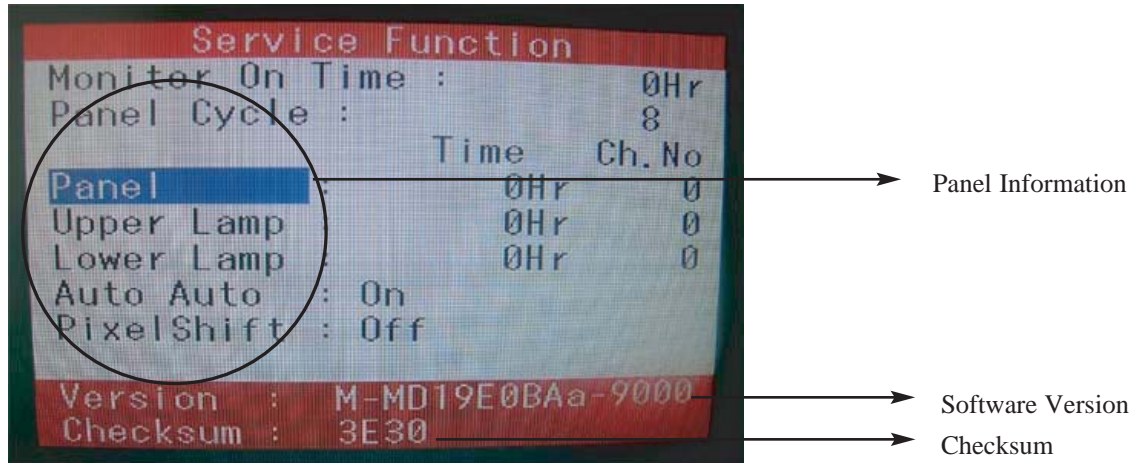 Service Function
Monitor On Time : 0Hr
Panel Cycle : 8
Time Ch.No
Panel : 0Hr 0
Upper Lamp : 0Hr 0
Lower Lamp : 0Hr 0
Auto Auto : On
PixelShift : Off
Version : M-MD19E0BAa-9000
Checksum : 3E30
Panel Information
Software Version
Checksum